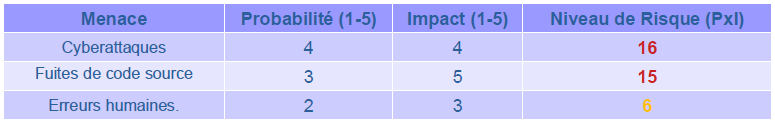 Menace Probabilité (1-5) Impact (1-5) Niveau de Risque (PxI)
Cyberattaques 4 4 16
Fuites de code source 3 5 15
Erreurs humaines. 2 3 6